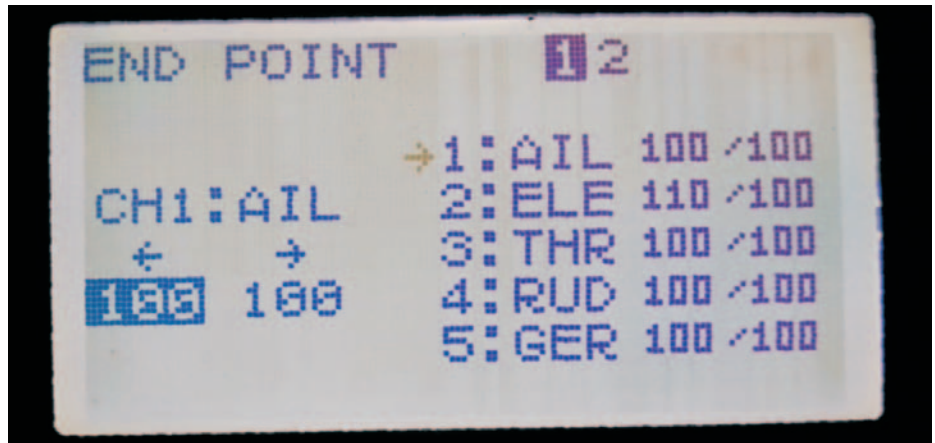 END POINT 1 2
→1:AIL 100/100
CH1:AIL
2:ELE 110/100
← →
3:THR 100/100
100 100
4:RUD 100/100
5:GER 100/100